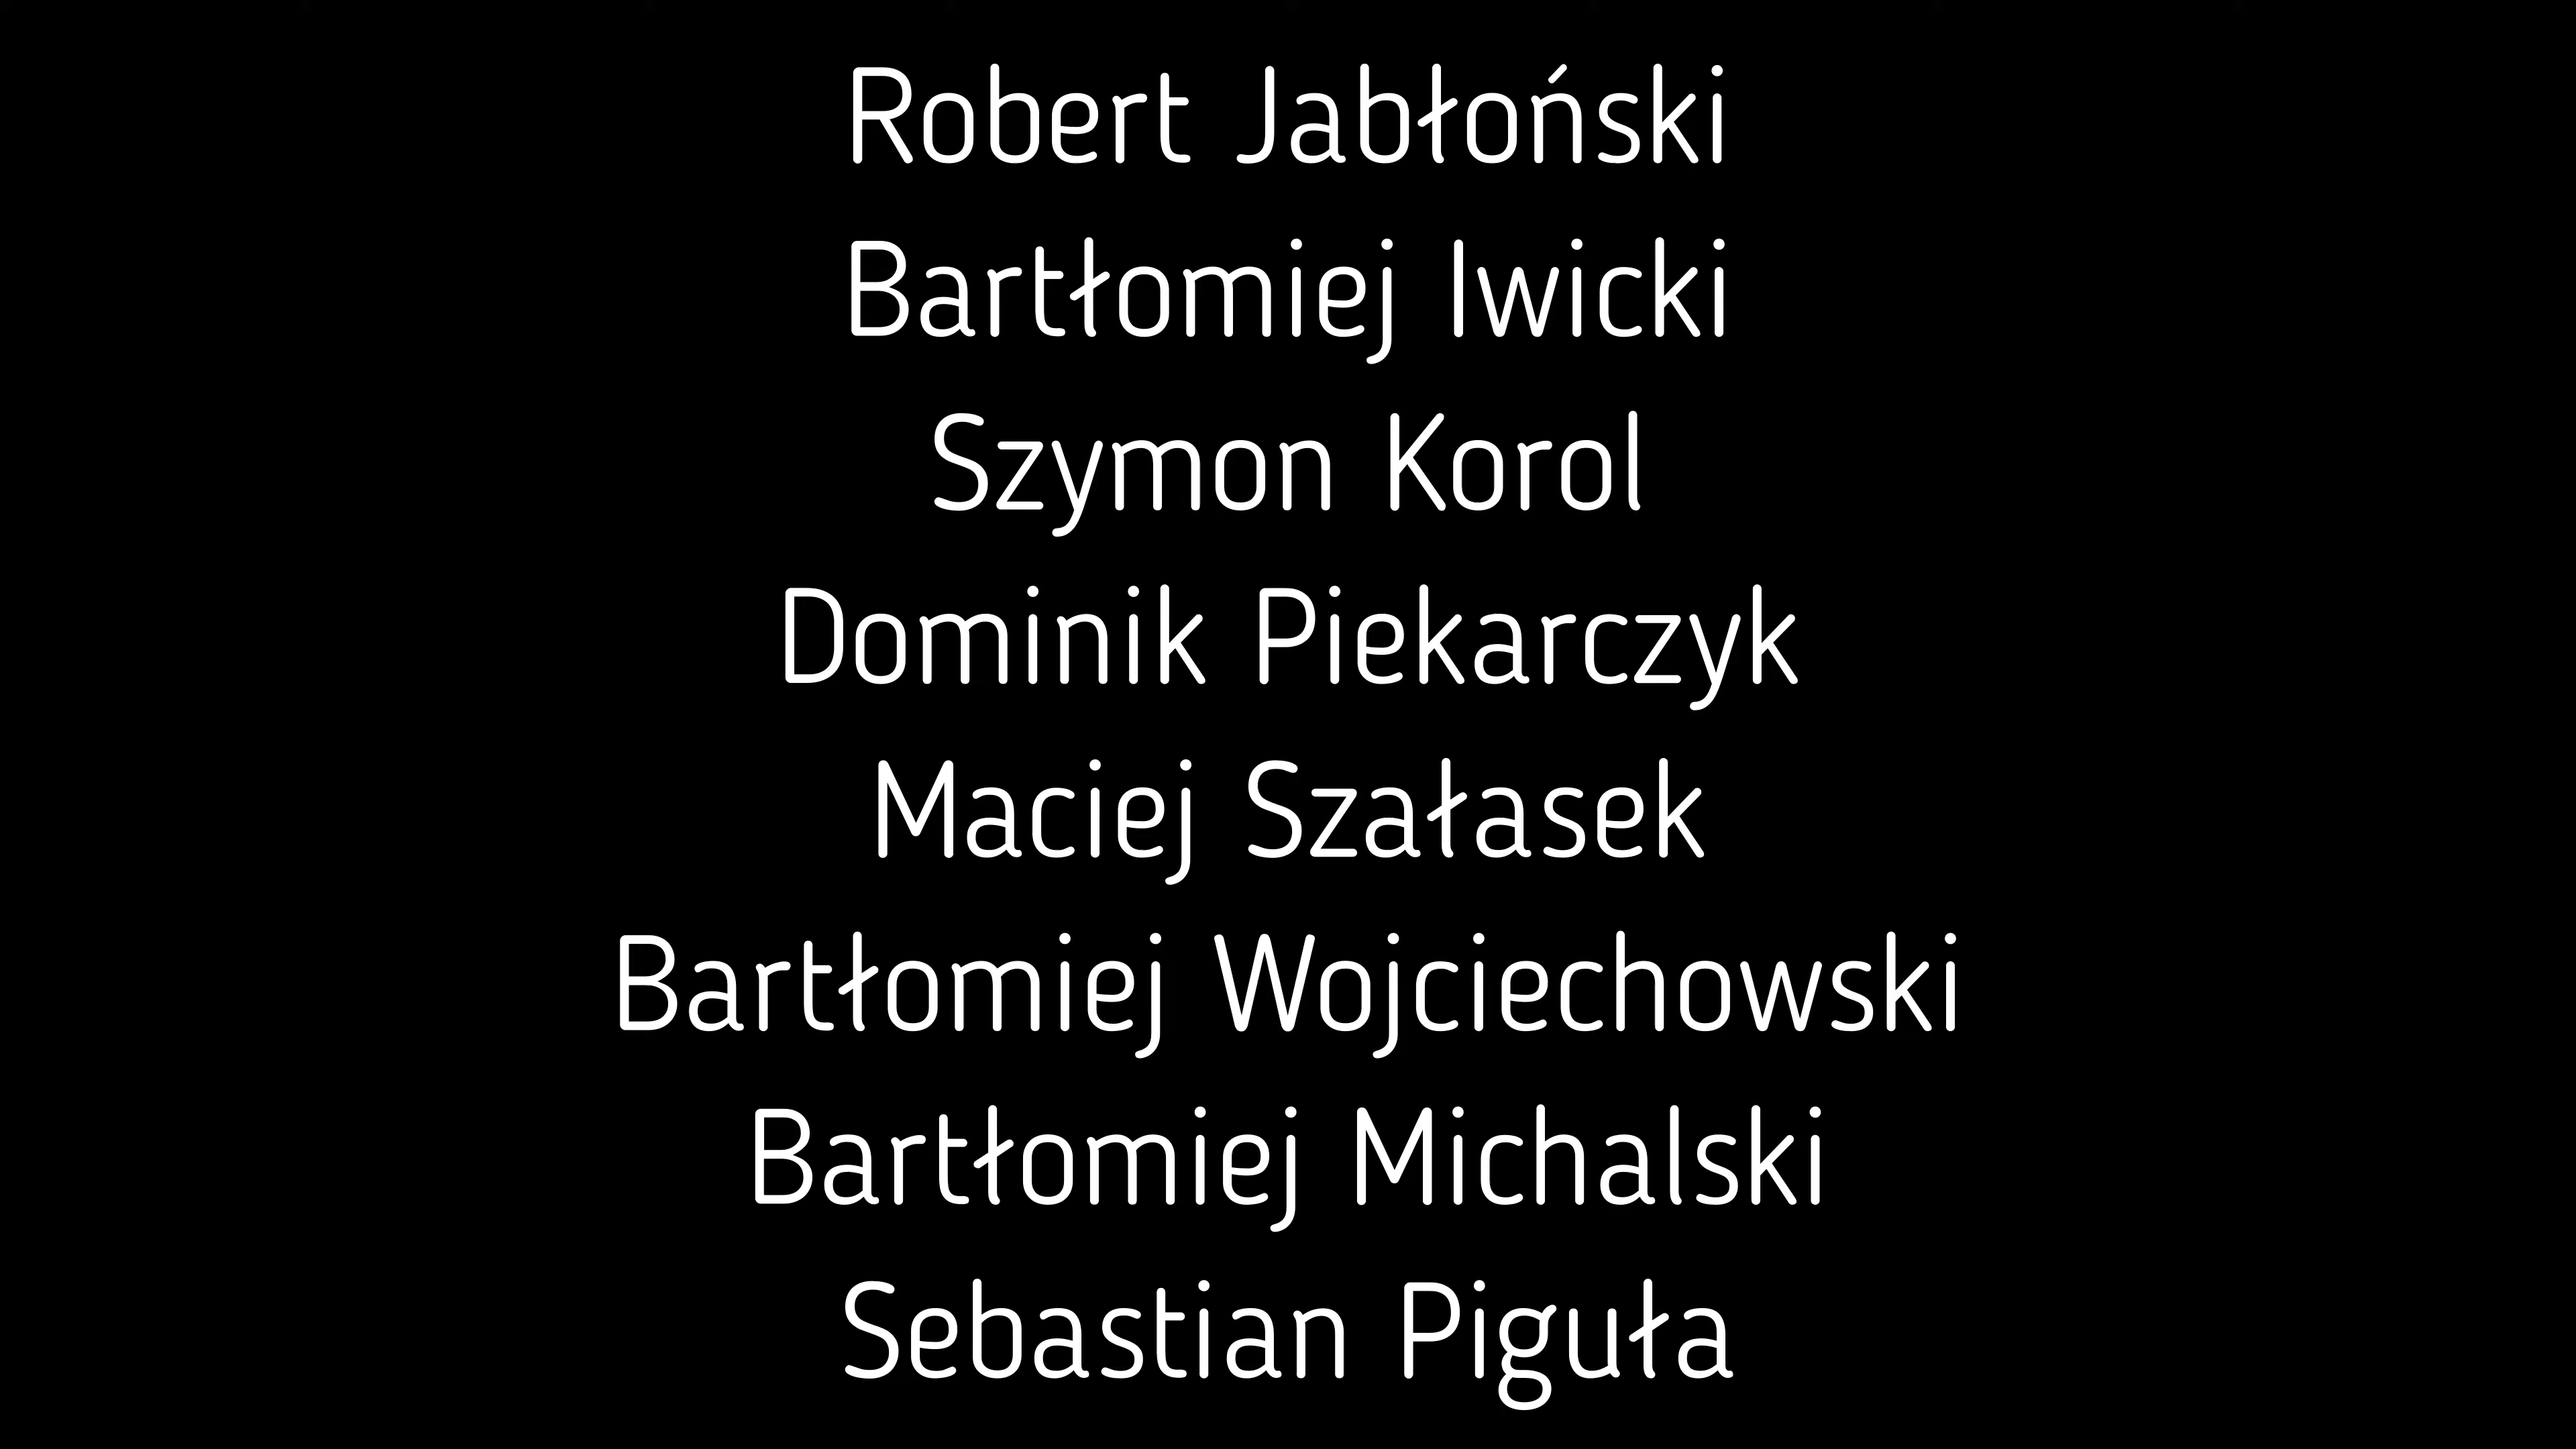 Robert Jabłoński
Bartłomiej Iwicki
Szymon Korol
Dominik Piekarczyk
Maciej Szałasek
Bartłomiej Wojciechowski
Bartłomiej Michalski
Sebastian Piguła